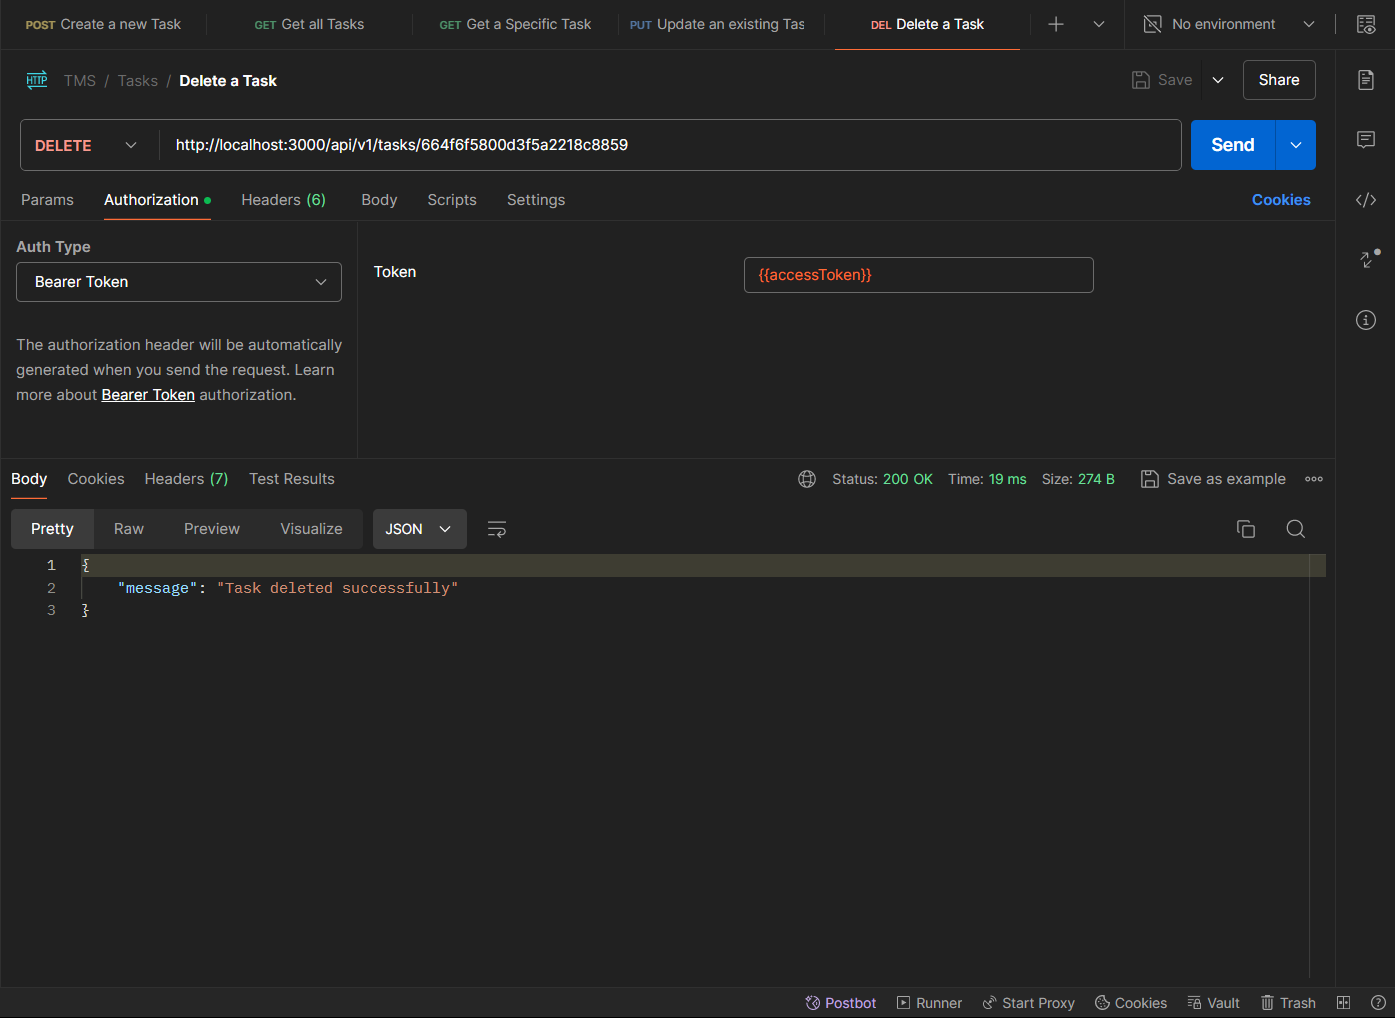 POST Create a new Task GET Get all Tasks GET Get a Specific Task PUT Update an existing Tas DEL Delete a Task No environment
HTTP TMS / Tasks / Delete a Task Save Share
DELETE http://localhost:3000/api/v1/tasks/664f6f5800d3f5a2218c8859 Send
Params Authorization Headers (6) Body Scripts Settings Cookies
Auth Type
Bearer Token
Token {{accessToken}}
The authorization header will be automatically
generated when you send the request. Learn
more about Bearer Token authorization.
Body Cookies Headers (7) Test Results Status: 200 OK Time: 19 ms Size: 274 B Save as example
Pretty Raw Preview Visualize JSON
1 {
2 "message": "Task deleted successfully"
3 }
Postbot Runner Start Proxy Cookies Vault Trash